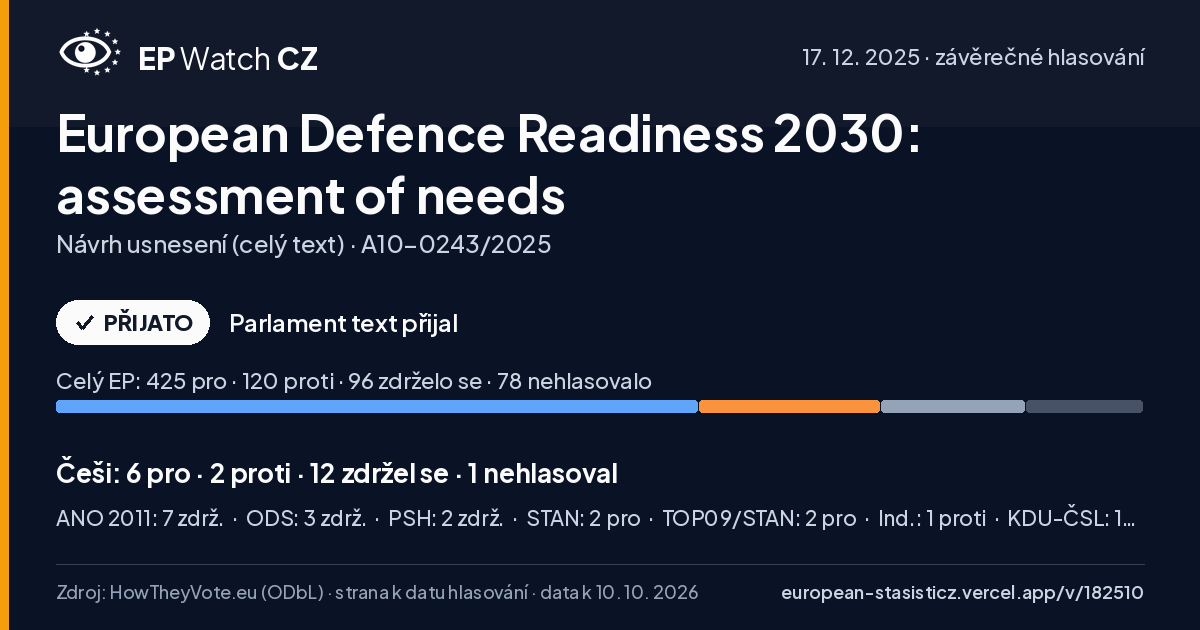 EP Watch CZ
17. 12. 2025 · závěrečné hlasování
European Defence Readiness 2030:
assessment of needs
Návrh usnesení (celý text) · A10-0243/2025
✓ PŘIJATO Parlament text přijal
Celý EP: 425 pro · 120 proti · 96 zdrželo se · 78 nehlasovalo
Češi: 6 pro · 2 proti · 12 zdržel se · 1 nehlasoval
ANO 2011: 7 zdrž. · ODS: 3 zdrž. · PSH: 2 zdrž. · STAN: 2 pro · TOP09/STAN: 2 pro · Ind.: 1 proti · KDU-ČSL: 1...
Zdroj: HowTheyVote.eu (ODbL) · strana k datu hlasování · data k 10. 10. 2026
european-stasisticz.vercel.app/v/182510